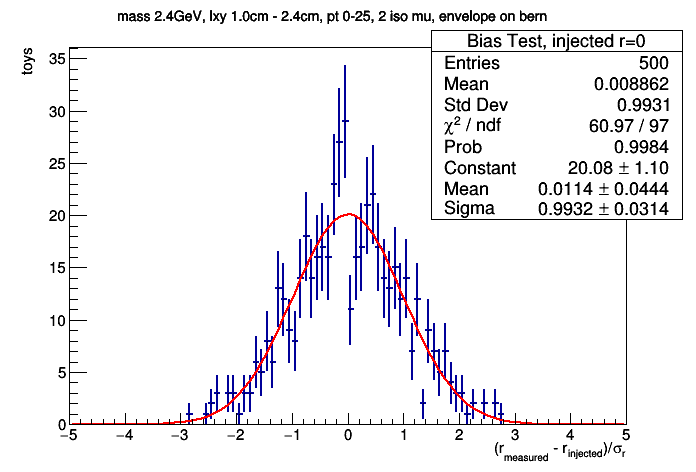 mass 2.4GeV, lxy 1.0cm - 2.4cm, pt 0-25, 2 iso mu, envelope on bern
Bias Test, injected r=0
Entries 500
Mean 0.008862
Std Dev 0.9931
χ² / ndf 60.97 / 97
Prob 0.9984
Constant 20.08 ± 1.10
Mean 0.0114 ± 0.0444
Sigma 0.9932 ± 0.0314
toys
35
30
25
20
15
10
5
0
−5 −4 −3 −2 −1 0 1 2 3 4 5
(r_measured - r_injected)/σ_r